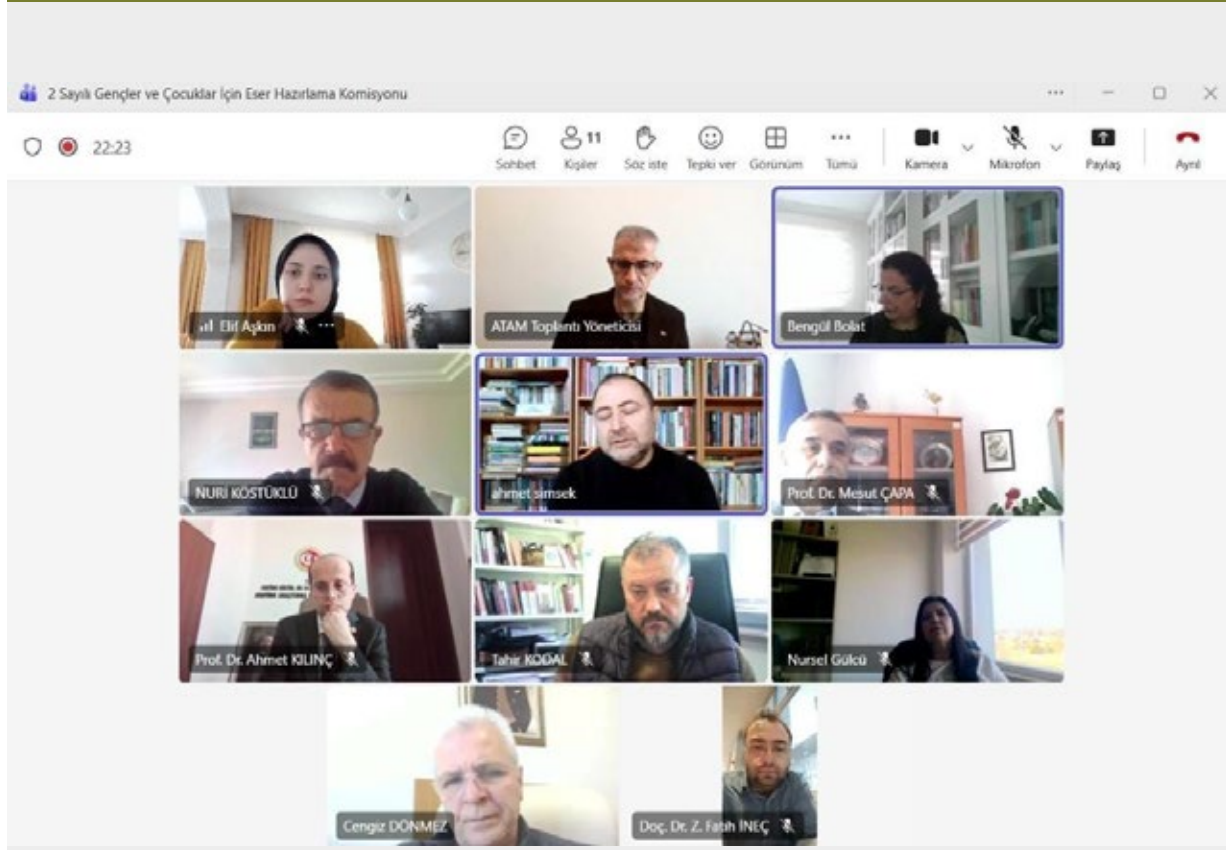 2 Sayılı Gençler ve Çocuklar İçin Eser Hazırlama Komisyonu
22:23
Sohbet
11
Kişiler
Söz iste
Tepki ver
Görünüm
Tümü
Kamera
Mikrofon
Paylaş
Ayrıl
Elif Aşkın
ATAM Toplantı Yöneticisi
Bengül Bolat
NURİ KÖSTÜKLÜ
ahmet simsek
Prof. Dr. Mesut ÇAPA
Prof. Dr. Ahmet KILINÇ
Tahir KODAL
Nursel Gülcü
Cengiz DÖNMEZ
Doç. Dr. Z. Fatih İNEÇ